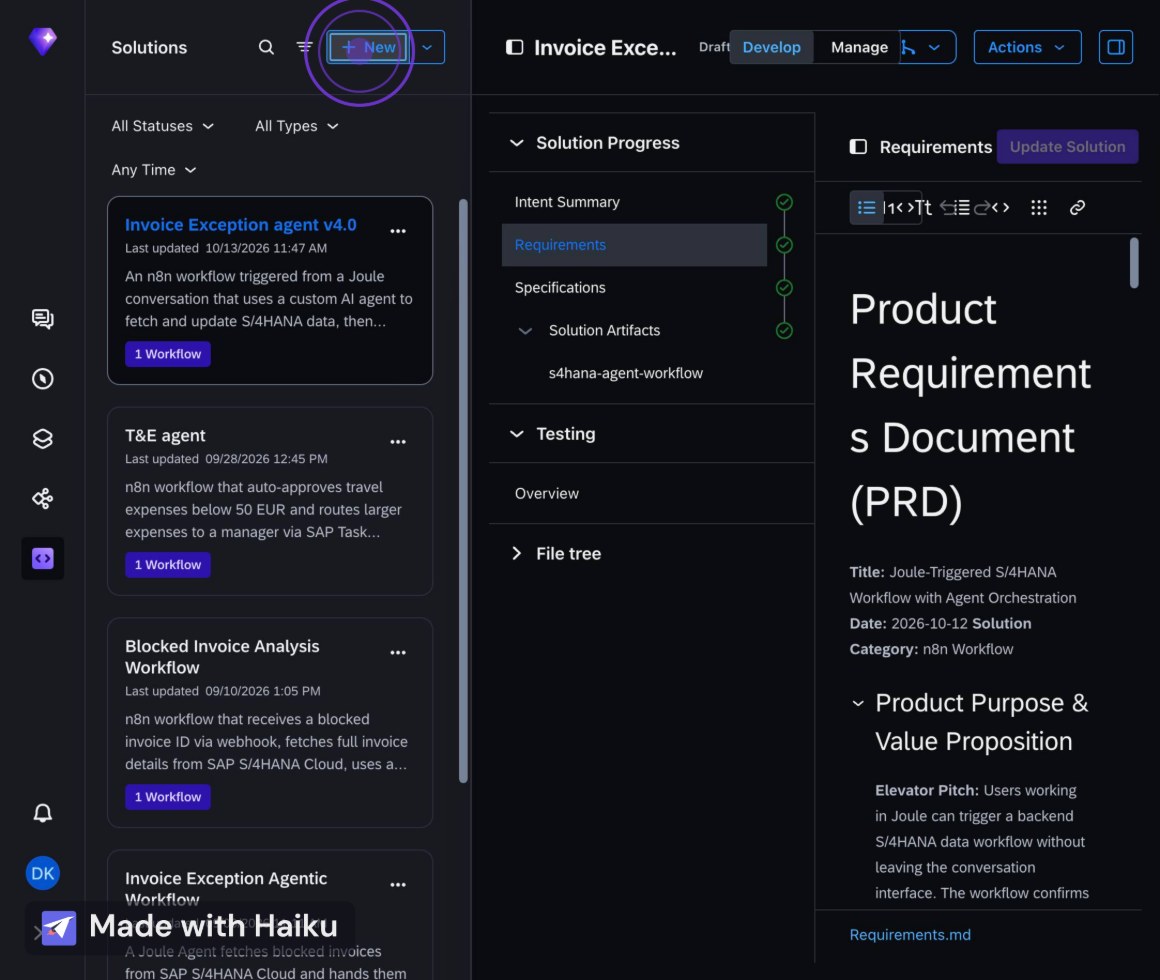 Solutions
New
All Statuses
All Types
Any Time
Invoice Exception agent v4.0
Last updated 10/13/2026 11:47 AM
An n8n workflow triggered from a Joule
conversation that uses a custom AI agent to
fetch and update S/4HANA data, then...
1 Workflow
T&E agent
Last updated 09/28/2026 12:45 PM
n8n workflow that auto-approves travel
expenses below 50 EUR and routes larger
expenses to a manager via SAP Task...
1 Workflow
Blocked Invoice Analysis
Workflow
Last updated 09/10/2026 1:05 PM
n8n workflow that receives a blocked
invoice ID via webhook, fetches full invoice
details from SAP S/4HANA Cloud, uses a...
1 Workflow
Invoice Exception Agentic
Workflow
A Joule Agent fetches blocked invoices
from SAP S/4HANA Cloud and hands them
DK
Made with Haiku
Invoice Exce...
Draft
Develop
Manage
Actions
Solution Progress
Intent Summary
Requirements
Specifications
Solution Artifacts
s4hana-agent-workflow
Testing
Overview
File tree
Requirements
Update Solution
Tt
Product
Requirement
s Document
(PRD)
Title: Joule-Triggered S/4HANA
Workflow with Agent Orchestration
Date: 2026-10-12 Solution
Category: n8n Workflow
Product Purpose &
Value Proposition
Elevator Pitch: Users working
in Joule can trigger a backend
S/4HANA data workflow without
leaving the conversation
interface. The workflow confirms
Requirements.md